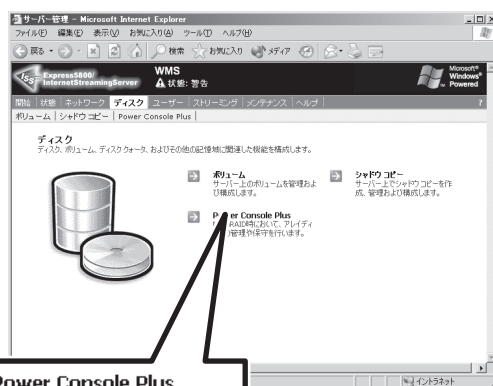 サーバー管理 - Microsoft Internet Explorer
ファイル(F) 編集(E) 表示(V) お気に入り(A) ツール(T) ヘルプ(H)
戻る 検索 お気に入り メディア
Express5800/
InternetStreamingServer
WMS
状態: 警告
Microsoft®
Windows®
Powered
開始 状態 ネットワーク ディスク ユーザー ストリーミング メンテナンス ヘルプ ?
ボリューム シャドウ コピー Power Console Plus
ディスク
ディスク、ボリューム、ディスク クォータ、およびその他の記憶域に関連した機能を構成します。
ボリューム
サーバー上のボリュームを管理およ
び構成します。
シャドウ コピー
サーバー上でシャドウ コピーを作
成、管理および構成します。
P er Console Plus
RAID時において、アレイディ
管理や保守を行います。
Power Console Plus
イントラネット